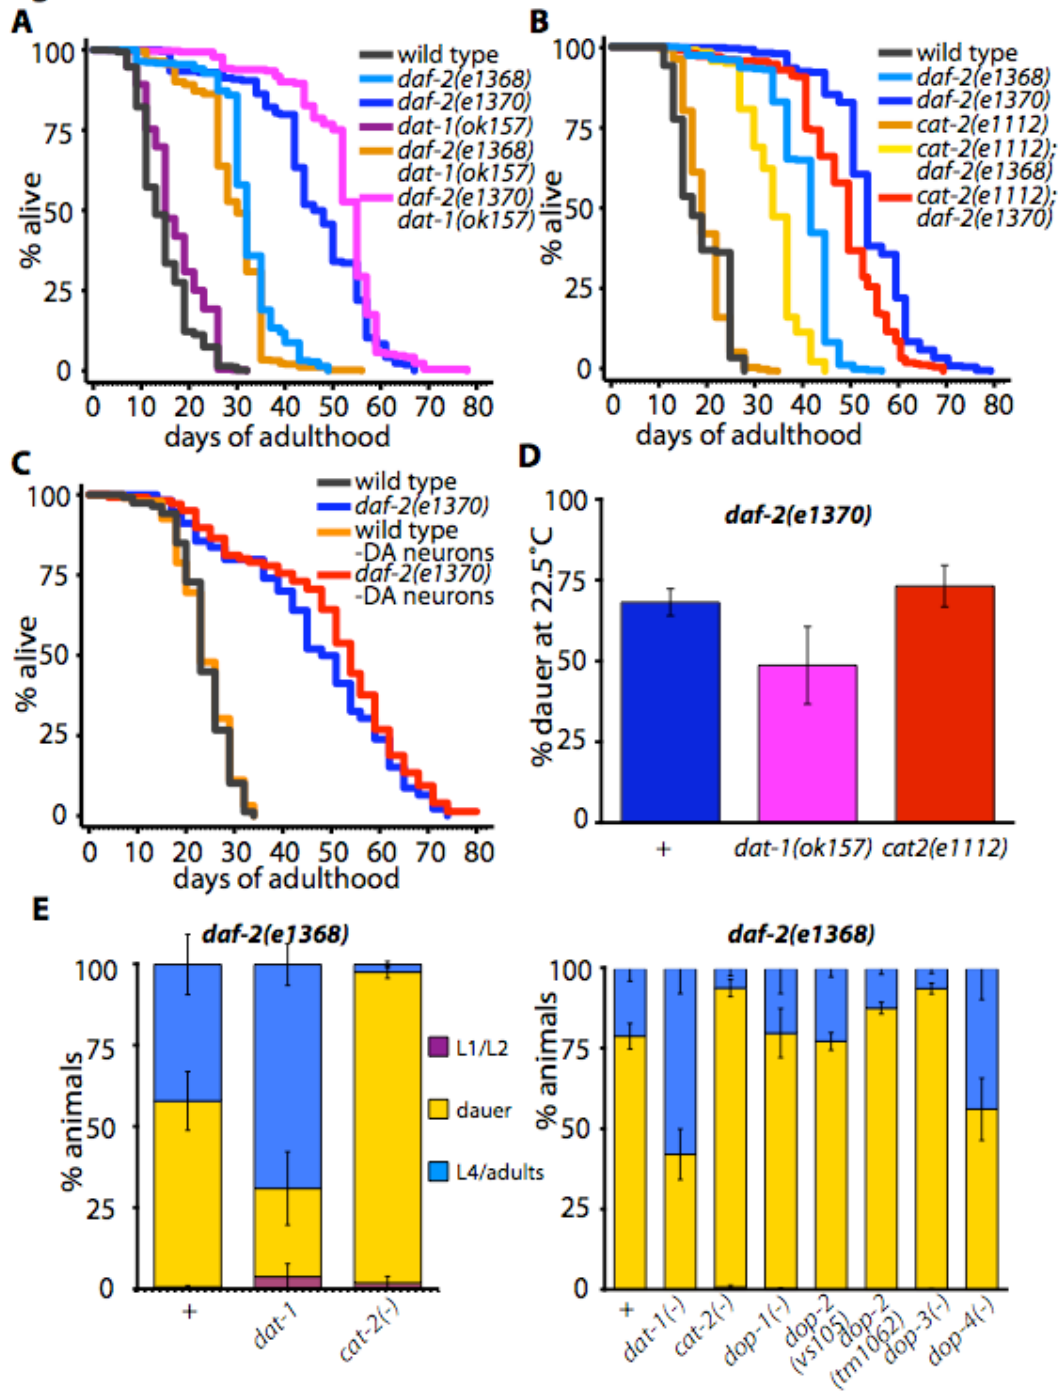 A
100
75
50
25
0
% alive
0 10 20 30 40 50 60 70 80
days of adulthood
wild type
daf-2(e1368)
daf-2(e1370)
dat-1(ok157)
daf-2(e1368)
dat-1(ok157)
daf-2(e1370)
dat-1(ok157)
B
100
75
50
25
0
% alive
0 10 20 30 40 50 60 70 80
days of adulthood
wild type
daf-2(e1368)
daf-2(e1370)
cat-2(e1112)
cat-2(e1112);
daf-2(e1368)
cat-2(e1112);
daf-2(e1370)
C
100
75
50
25
0
% alive
0 10 20 30 40 50 60 70 80
days of adulthood
wild type
daf-2(e1370)
wild type
-DA neurons
daf-2(e1370)
-DA neurons
D
daf-2(e1370)
100
75
50
25
0
% dauer at 22.5°C
+ dat-1(ok157) cat2(e1112)
E
daf-2(e1368)
100
75
50
25
0
% animals
+ dat-1 cat-2(-)
L1/L2
dauer
L4/adults
daf-2(e1368)
100
75
50
25
0
% animals
+ dat-1(-) cat-2(-) dop-1(-) dop-2 (vs105) dop-2 (tm1062) dop-3(-) dop-4(-)